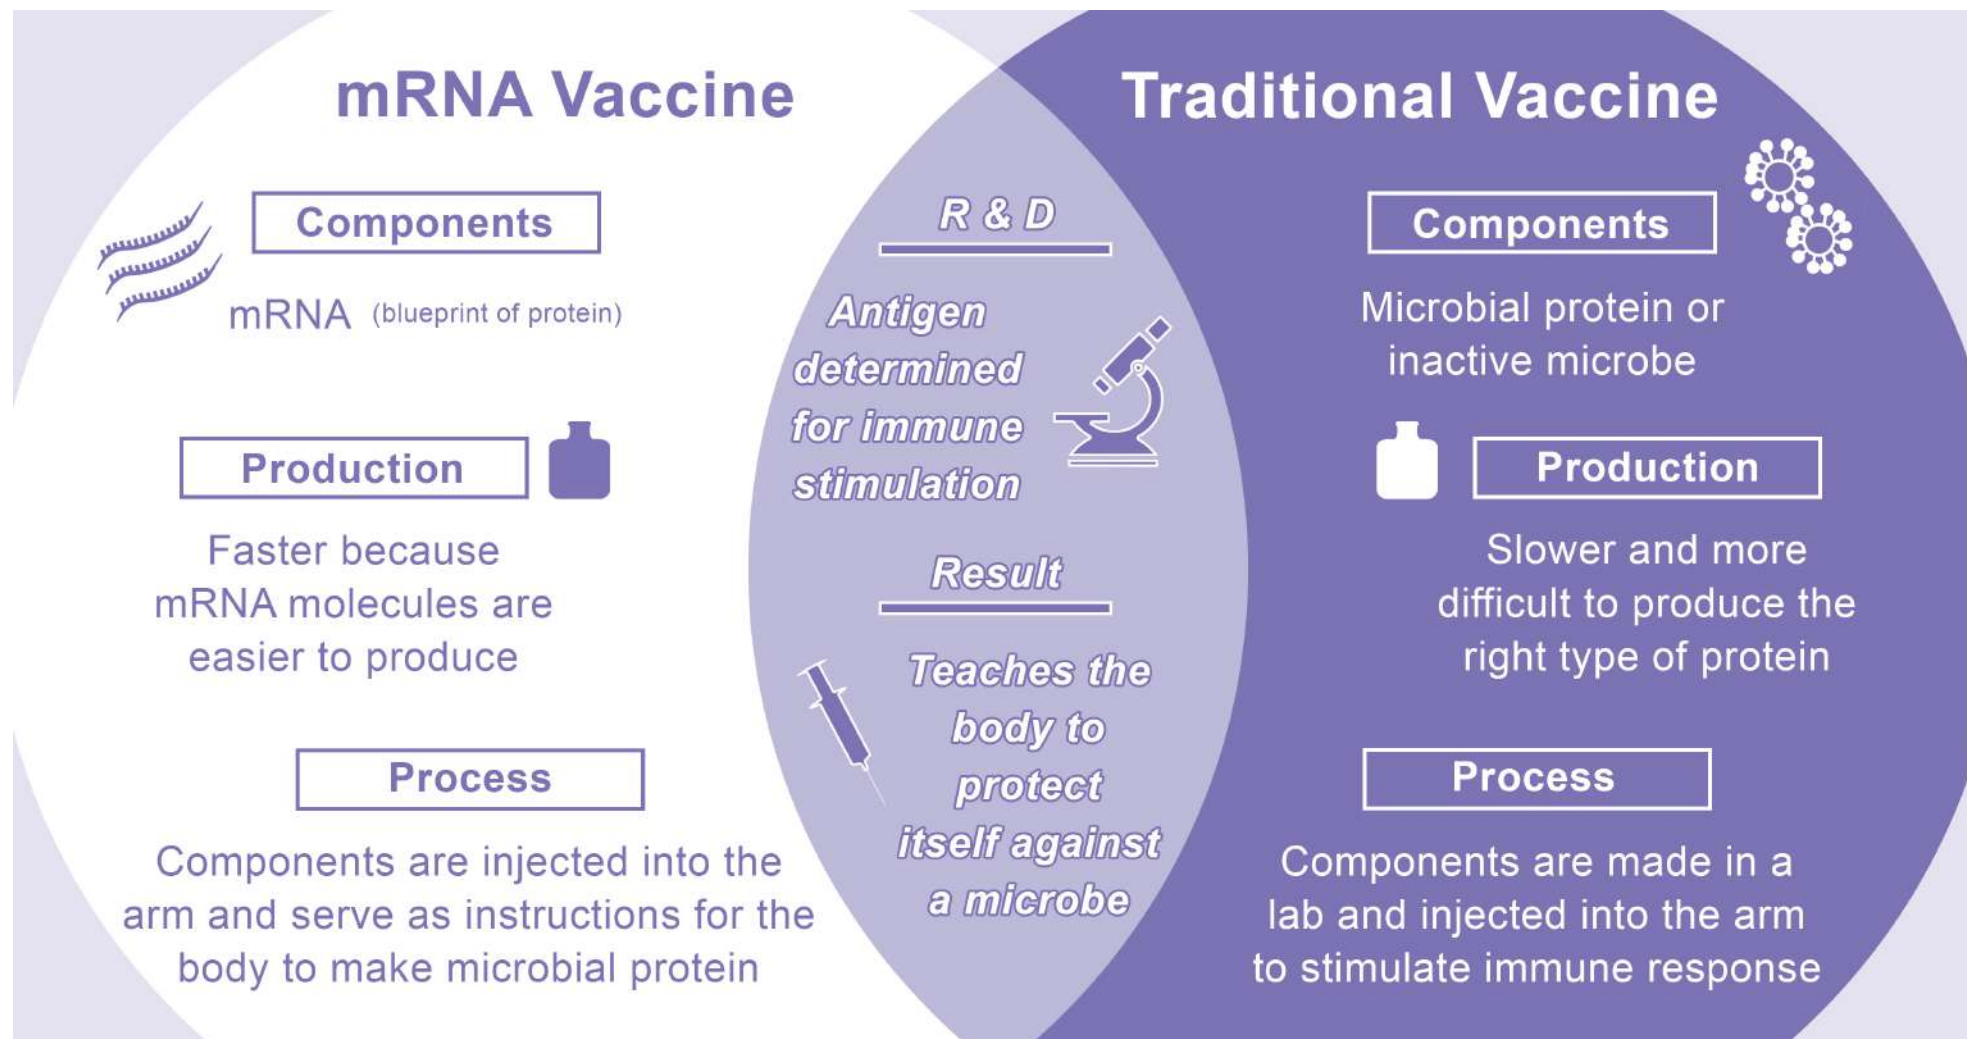 mRNA Vaccine
Components
mRNA (blueprint of protein)
Production
Faster because
mRNA molecules are
easier to produce
Process
Components are injected into the
arm and serve as instructions for the
body to make microbial protein
R & D
Antigen
determined
for immune
stimulation
Result
Teaches the
body to
protect
itself against
a microbe
Traditional Vaccine
Components
Microbial protein or
inactive microbe
Production
Slower and more
difficult to produce the
right type of protein
Process
Components are made in a
lab and injected into the arm
to stimulate immune response